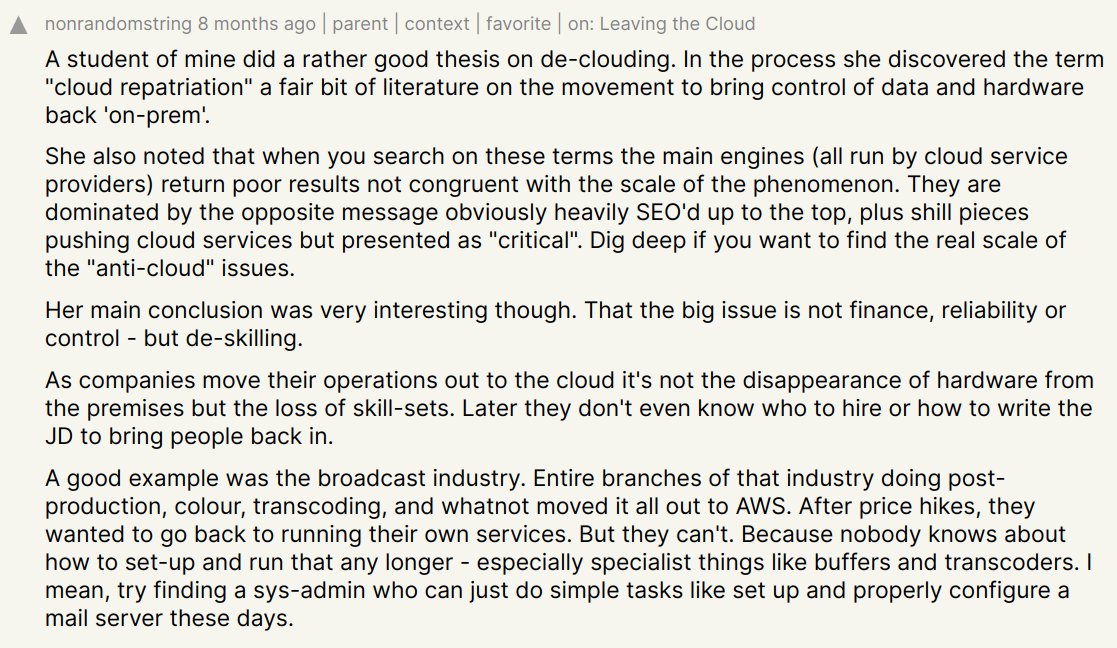 ▲ nonrandomstring 8 months ago | parent | context | favorite | on: Leaving the Cloud
A student of mine did a rather good thesis on de-clouding. In the process she discovered the term
"cloud repatriation" a fair bit of literature on the movement to bring control of data and hardware
back 'on-prem'.
She also noted that when you search on these terms the main engines (all run by cloud service
providers) return poor results not congruent with the scale of the phenomenon. They are
dominated by the opposite message obviously heavily SEO'd up to the top, plus shill pieces
pushing cloud services but presented as "critical". Dig deep if you want to find the real scale of
the "anti-cloud" issues.
Her main conclusion was very interesting though. That the big issue is not finance, reliability or
control - but de-skilling.
As companies move their operations out to the cloud it's not the disappearance of hardware from
the premises but the loss of skill-sets. Later they don't even know who to hire or how to write the
JD to bring people back in.
A good example was the broadcast industry. Entire branches of that industry doing post-
production, colour, transcoding, and whatnot moved it all out to AWS. After price hikes, they
wanted to go back to running their own services. But they can't. Because nobody knows about
how to set-up and run that any longer - especially specialist things like buffers and transcoders. I
mean, try finding a sys-admin who can just do simple tasks like set up and properly configure a
mail server these days.